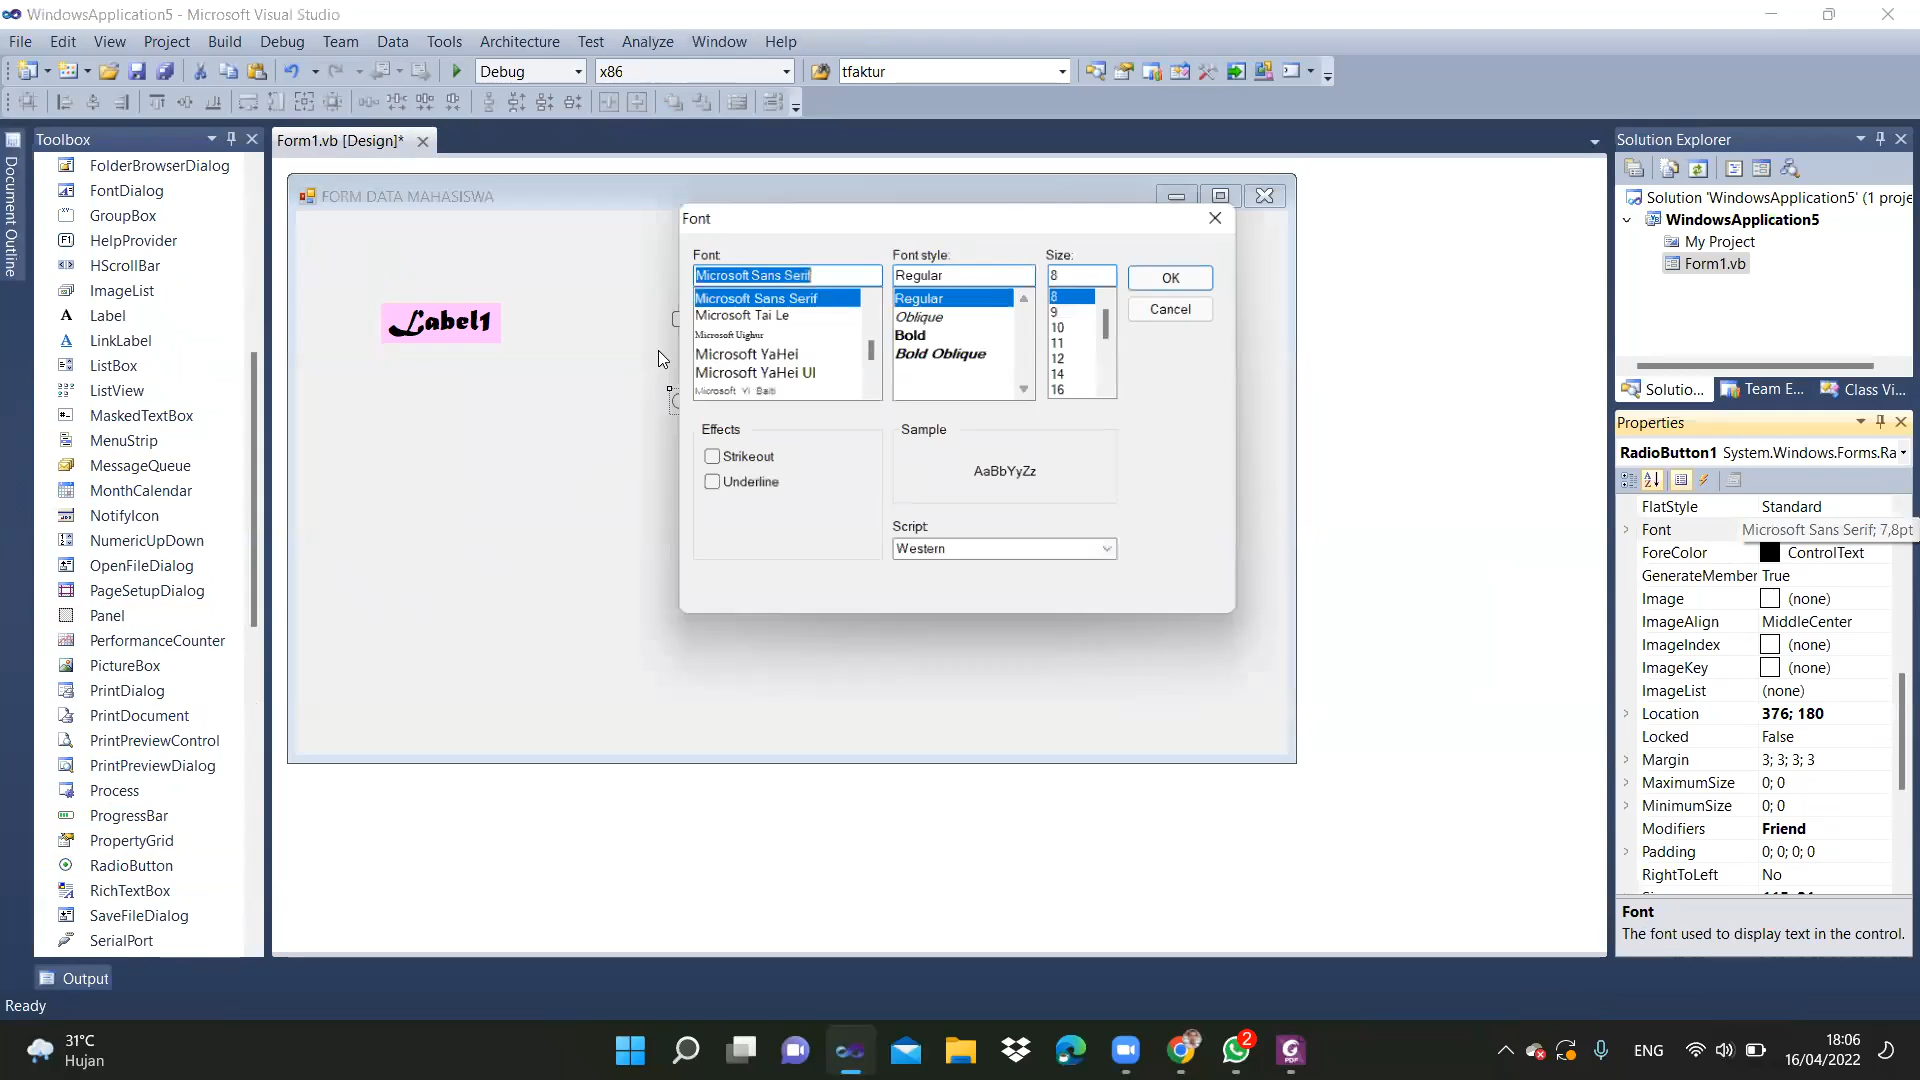 WindowsApplication5 - Microsoft Visual Studio
File Edit View Project Build Debug Team Data Tools Architecture Test Analyze Window Help
Debug x86 tfaktur
Document Outline
Toolbox
FolderBrowserDialog
FontDialog
GroupBox
HelpProvider
HScrollBar
ImageList
Label
LinkLabel
ListBox
ListView
MaskedTextBox
MenuStrip
MessageQueue
MonthCalendar
NotifyIcon
NumericUpDown
OpenFileDialog
PageSetupDialog
Panel
PerformanceCounter
PictureBox
PrintDialog
PrintDocument
PrintPreviewControl
PrintPreviewDialog
Process
ProgressBar
PropertyGrid
RadioButton
RichTextBox
SaveFileDialog
SerialPort
Form1.vb [Design]*
FORM DATA MAHASISWA
Label1
Font
Font: Font style: Size:
Microsoft Sans Serif Regular 8
OK
Cancel
Microsoft Sans Serif
Microsoft Tai Le
Microsoft Uighur
Microsoft YaHei
Microsoft YaHei UI
Microsoft Yi Baiti
Regular
Oblique
Bold
Bold Oblique
8
9
10
11
12
14
16
Effects
Strikeout
Underline
Sample
AaBbYyZz
Script:
Western
Solution Explorer
Solution 'WindowsApplication5' (1 proje
WindowsApplication5
My Project
Form1.vb
Solutio... Team E... Class Vi...
Properties
RadioButton1 System.Windows.Forms.Ra
FlatStyle Standard
Font Microsoft Sans Serif; 7,8pt
ForeColor ControlText
GenerateMember True
Image (none)
ImageAlign MiddleCenter
ImageIndex (none)
ImageKey (none)
ImageList (none)
Location 376; 180
Locked False
Margin 3; 3; 3; 3
MaximumSize 0; 0
MinimumSize 0; 0
Modifiers Friend
Padding 0; 0; 0; 0
RightToLeft No
Font
The font used to display text in the control.
Output
Ready
31°C
Hujan
2
ENG
18:06
16/04/2022